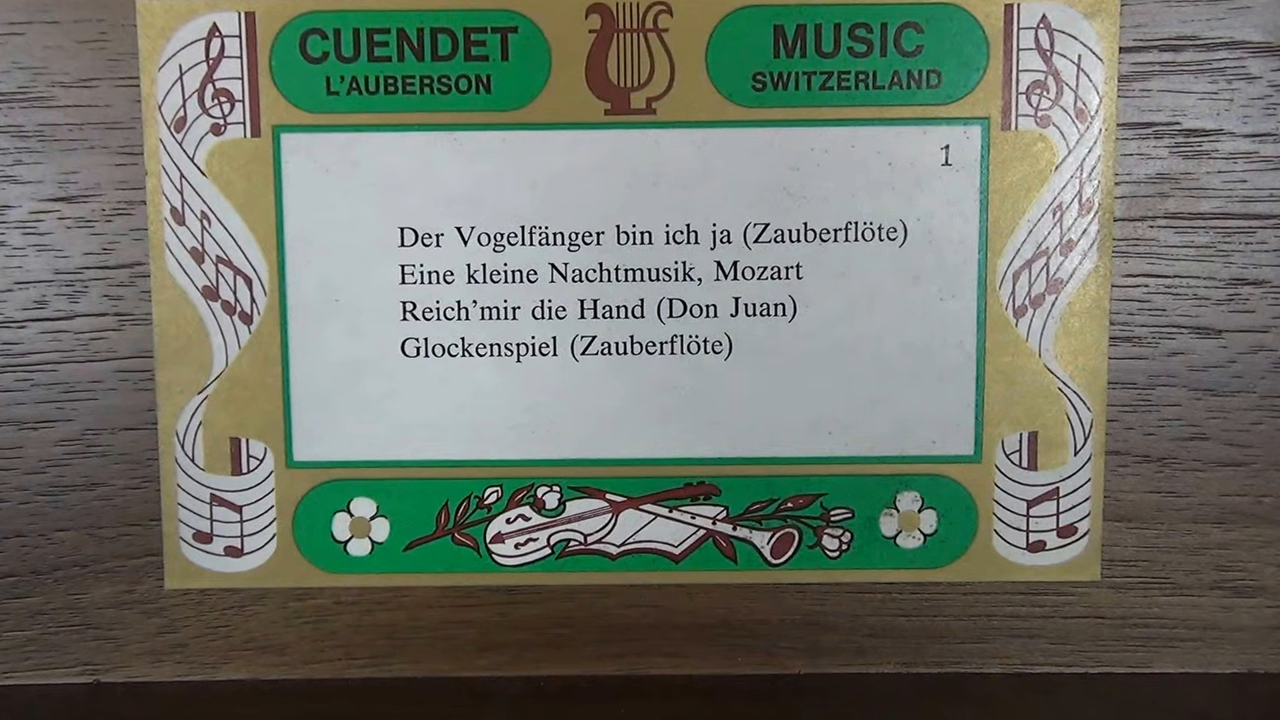 CUENDET
L'AUBERSON
MUSIC
SWITZERLAND
1
Der Vogelfänger bin ich ja (Zauberflöte)
Eine kleine Nachtmusik, Mozart
Reich'mir die Hand (Don Juan)
Glockenspiel (Zauberflöte)